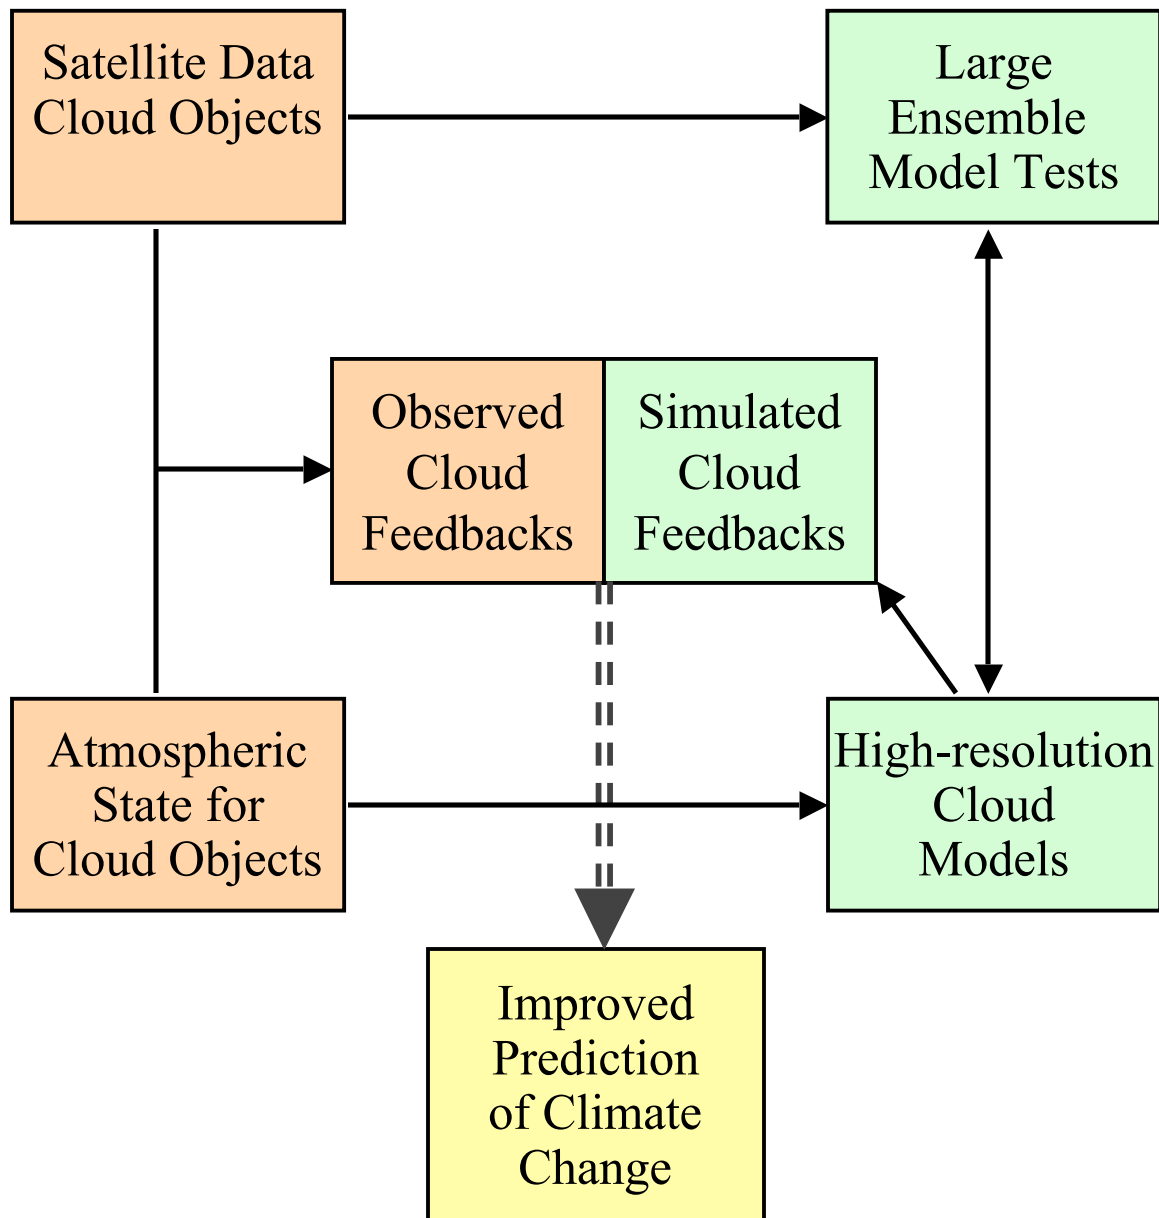 Satellite Data
Cloud Objects
Large
Ensemble
Model Tests
Observed
Cloud
Feedbacks
Simulated
Cloud
Feedbacks
Atmospheric
State for
Cloud Objects
High-resolution
Cloud
Models
Improved
Prediction
of Climate
Change